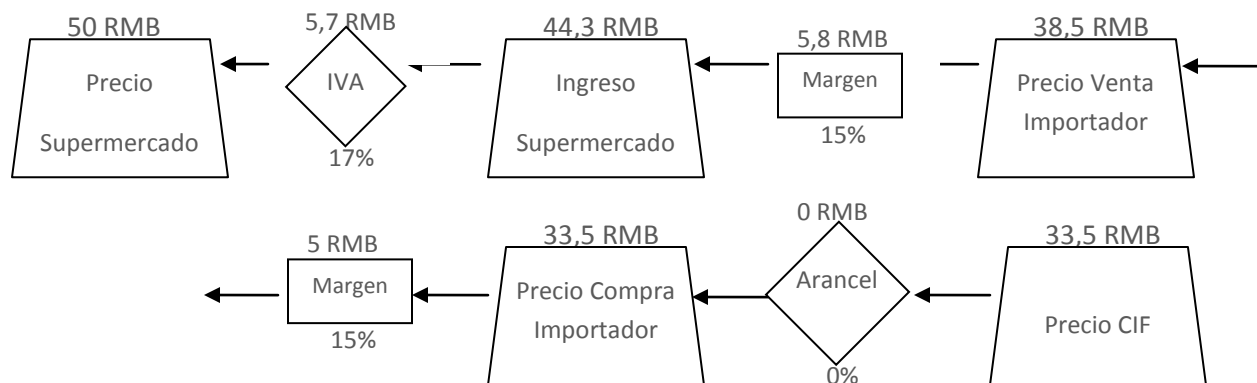 50 RMB
5,7 RMB
44,3 RMB
5,8 RMB
38,5 RMB
Precio
Supermercado
IVA
Ingreso
Supermercado
Margen
Precio Venta
Importador
17%
15%
5 RMB
33,5 RMB
0 RMB
33,5 RMB
Margen
Precio Compra
Importador
Arancel
Precio CIF
15%
0%